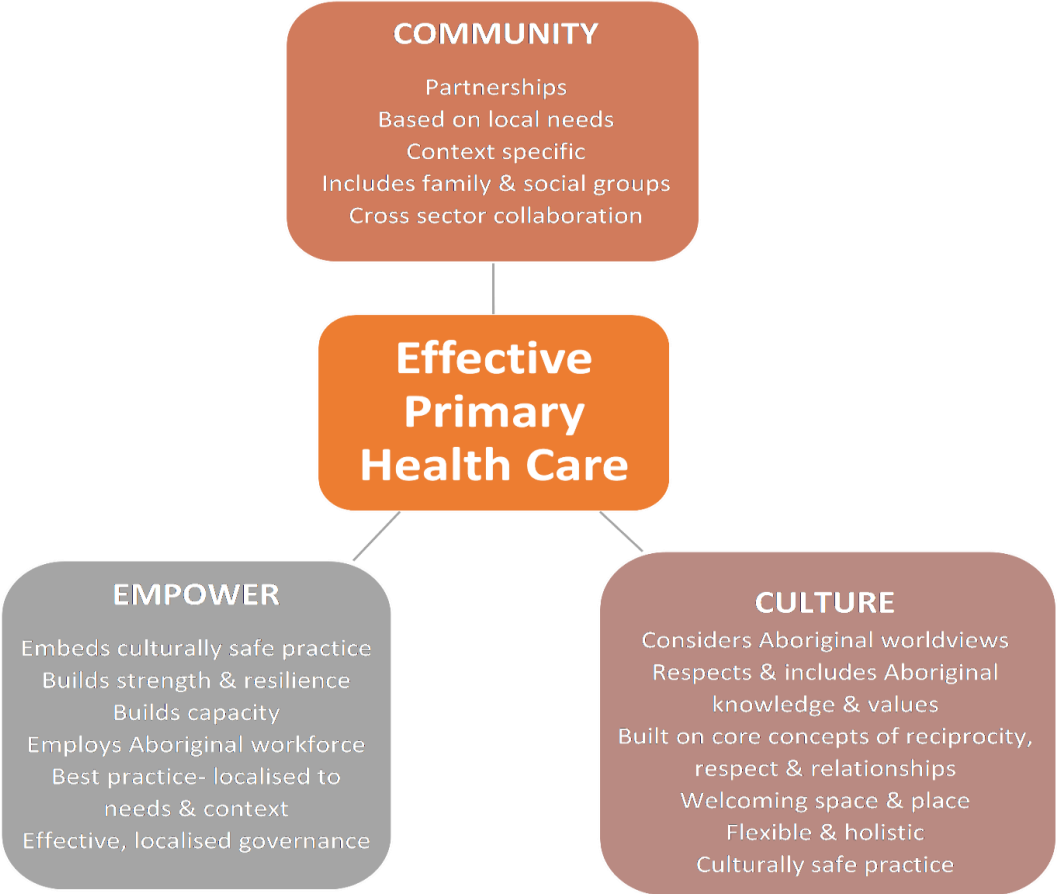 COMMUNITY
Partnerships
Based on local needs
Context specific
Includes family & social groups
Cross sector collaboration
Effective
Primary
Health Care
EMPOWER
Embeds culturally safe practice
Builds strength & resilience
Builds capacity
Employs Aboriginal workforce
Best practice- localised to
needs & context
Effective, localised governance
CULTURE
Considers Aboriginal worldviews
Respects & includes Aboriginal
knowledge & values
Built on core concepts of reciprocity,
respect & relationships
Welcoming space & place
Flexible & holistic
Culturally safe practice